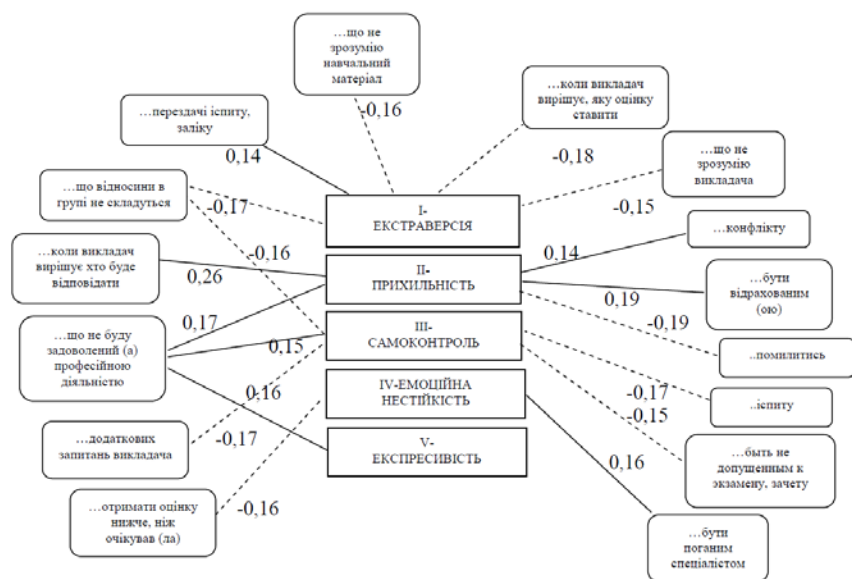 …що не
зрозумію
навчальний
матеріал
-0,16
…коли викладач
вирішує, яку оцінку
ставити
-0,18
…перездачі іспиту,
заліку
0,14
…що не
зрозумію
викладача
-0,15
…що відносини в
групі не складуться
-0,17
-0,16
I-
ЕКСТРАВЕРСІЯ
…конфлікту
0,14
…коли викладач
вирішує хто буде
відповідати
0,26
II-
ПРИХИЛЬНІСТЬ
…бути
відрахованим
(ою)
0,19
…що не буду
задоволений (а)
професійною
діяльністю
0,17
0,15
0,16
III-
САМОКОНТРОЛЬ
-0,19
..помилитись
IV-ЕМОЦІЙНА
НЕСТІЙКІСТЬ
-0,17
..іспиту
-0,15
…додаткових
запитань викладача
-0,17
V-
ЕКСПРЕСИВІСТЬ
…быть не
допушенным к
экзамену, зачету
0,16
…отримати оцінку
нижче, ніж
очікував (ла)
-0,16
…бути
поганим
спеціалістом